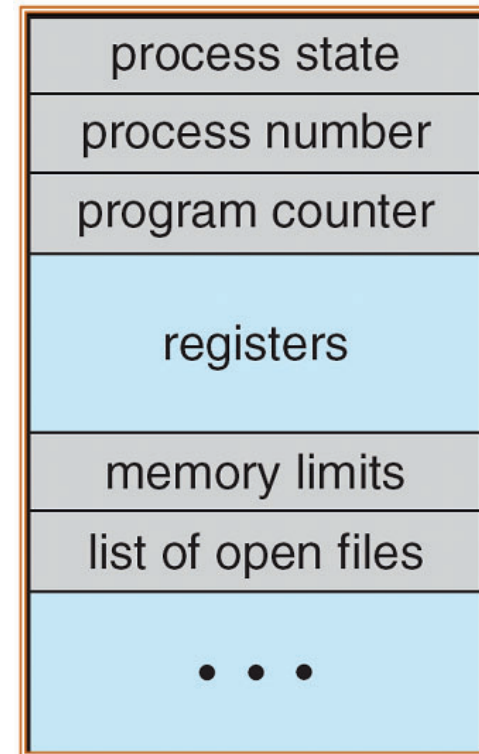 process state
process number
program counter
registers
memory limits
list of open files
• • •